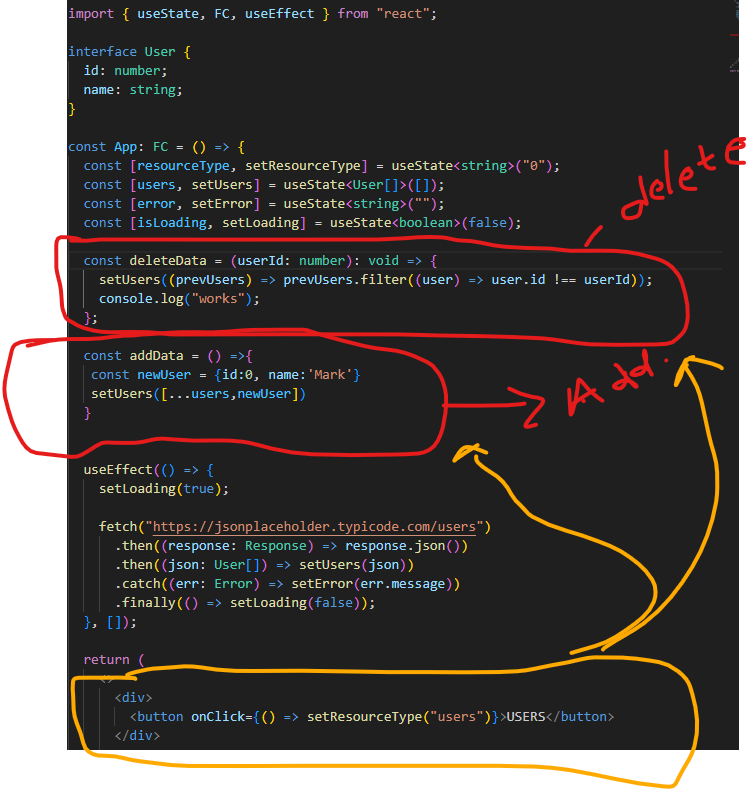 import { useState, FC, useEffect } from "react";
interface User {
  id: number;
  name: string;
}
const App: FC = () => {
  const [resourceType, setResourceType] = useState<string>("0");
  const [users, setUsers] = useState<User[]>([]);
  const [error, setError] = useState<string>("");
  const [isLoading, setLoading] = useState<boolean>(false);
delete
  const deleteData = (userId: number): void => {
    setUsers((prevUsers) => prevUsers.filter((user) => user.id !== userId));
    console.log("works");
  };
  const addData = () =>{
   const newUser = {id:0, name:'Mark'}
   setUsers([...users,newUser])
  }
Add.
  useEffect(() => {
    setLoading(true);
    fetch("https://jsonplaceholder.typicode.com/users")
      .then((response: Response) => response.json())
      .then((json: User[]) => setUsers(json))
      .catch((err: Error) => setError(err.message))
      .finally(() => setLoading(false));
  }, []);
  return (
    <>
      <div>
        <button onClick={() => setResourceType("users")}>USERS</button>
      </div>